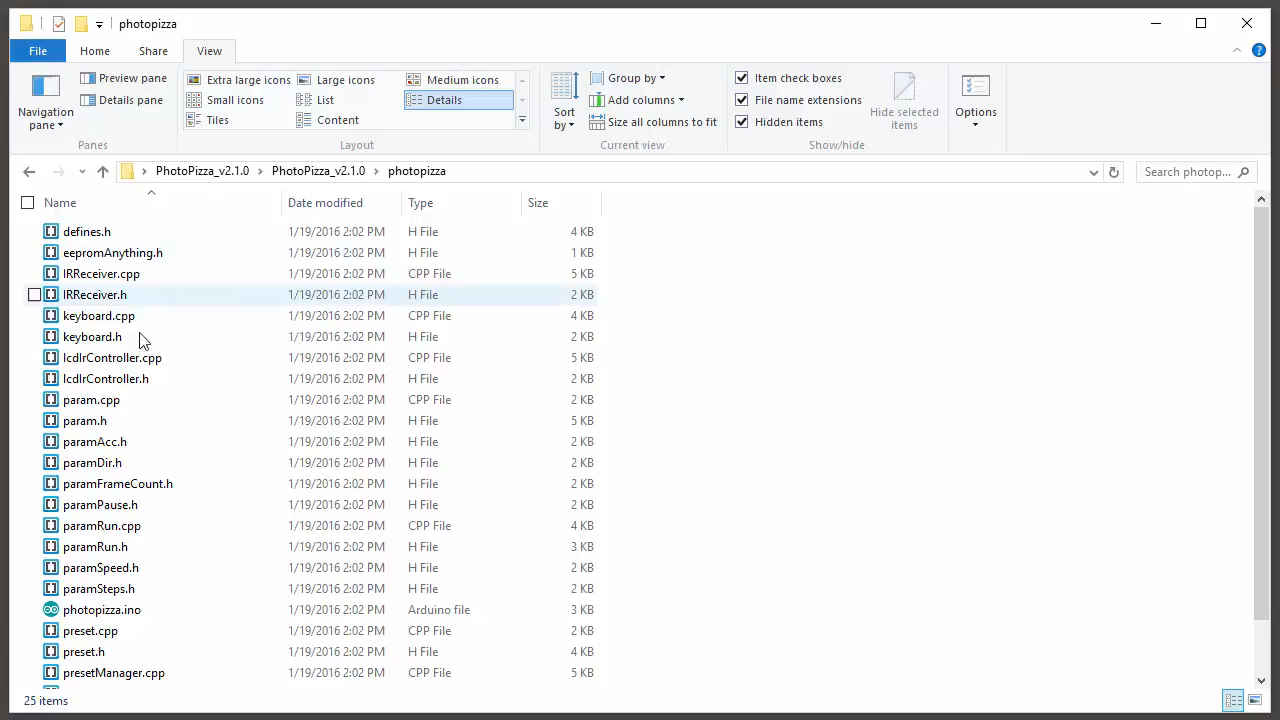 photopizza
File Home Share View
Navigation pane
Preview pane
Details pane
Panes
Extra large icons Large icons Medium icons
Small icons List Details
Tiles Content
Layout
Sort by
Group by
Add columns
Size all columns to fit
Current view
Item check boxes
File name extensions
Hidden items
Hide selected items
Show/hide
Options
PhotoPizza_v2.1.0 PhotoPizza_v2.1.0 photopizza Search photop...
Name Date modified Type Size
defines.h 1/19/2016 2:02 PM H File 4 KB
eepromAnything.h 1/19/2016 2:02 PM H File 1 KB
IRReceiver.cpp 1/19/2016 2:02 PM CPP File 5 KB
IRReceiver.h 1/19/2016 2:02 PM H File 2 KB
keyboard.cpp 1/19/2016 2:02 PM CPP File 4 KB
keyboard.h 1/19/2016 2:02 PM H File 2 KB
lcdIrController.cpp 1/19/2016 2:02 PM CPP File 5 KB
lcdIrController.h 1/19/2016 2:02 PM H File 2 KB
param.cpp 1/19/2016 2:02 PM CPP File 2 KB
param.h 1/19/2016 2:02 PM H File 5 KB
paramAcc.h 1/19/2016 2:02 PM H File 2 KB
paramDir.h 1/19/2016 2:02 PM H File 2 KB
paramFrameCount.h 1/19/2016 2:02 PM H File 2 KB
paramPause.h 1/19/2016 2:02 PM H File 2 KB
paramRun.cpp 1/19/2016 2:02 PM CPP File 4 KB
paramRun.h 1/19/2016 2:02 PM H File 3 KB
paramSpeed.h 1/19/2016 2:02 PM H File 2 KB
paramSteps.h 1/19/2016 2:02 PM H File 2 KB
photopizza.ino 1/19/2016 2:02 PM Arduino file 3 KB
preset.cpp 1/19/2016 2:02 PM CPP File 2 KB
preset.h 1/19/2016 2:02 PM H File 4 KB
presetManager.cpp 1/19/2016 2:02 PM CPP File 5 KB
25 items